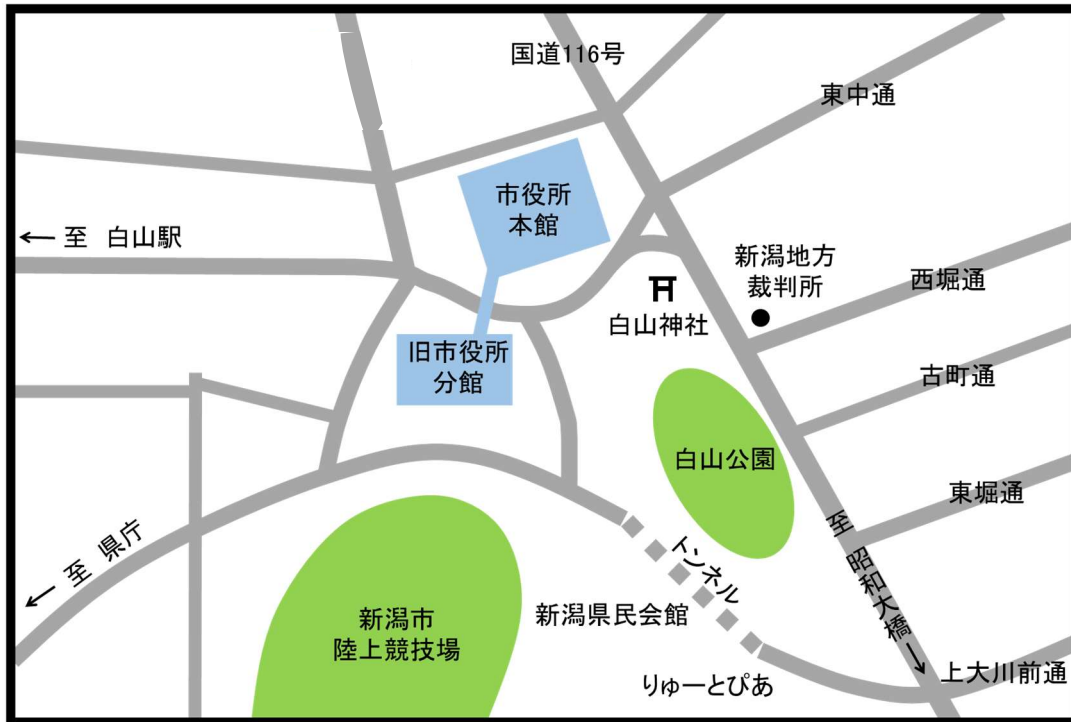 国道116号
東中通
市役所
本館
← 至 白山駅
新潟地方
裁判所
西堀通
白山神社
旧市役所
分館
古町通
白山公園
東堀通
至 昭和大橋→
← 至 県庁
トンネル
新潟市
陸上競技場
新潟県民会館
りゅーとぴあ
上大川前通